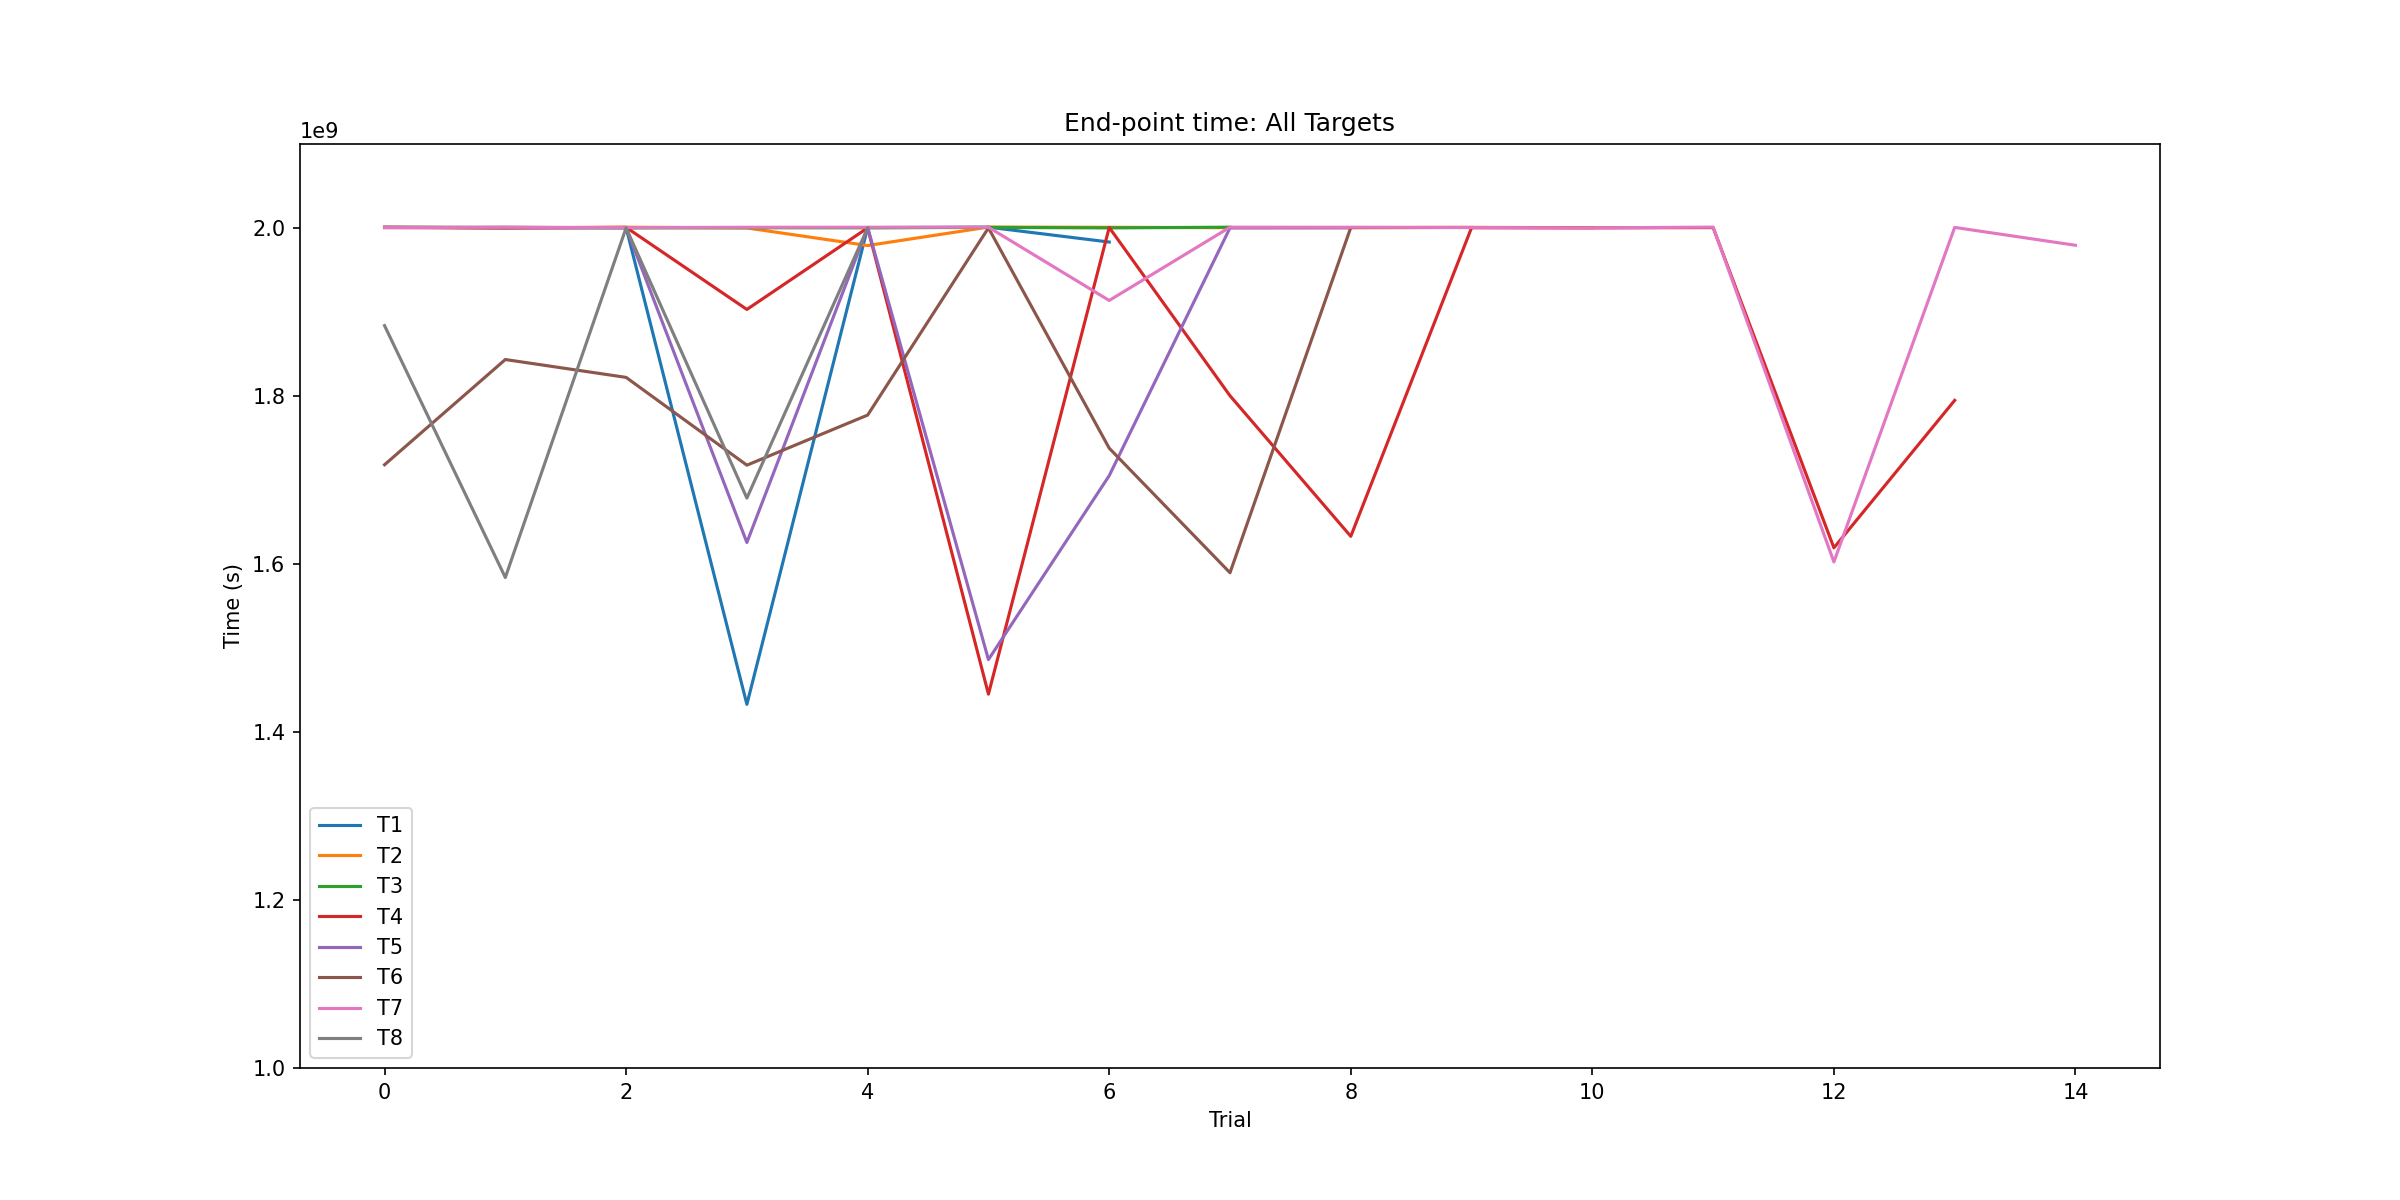 End-point time: All Targets
1e9
2.0
1.8
1.6
1.4
1.2
1.0
Time (s)
T1
T2
T3
T4
T5
T6
T7
T8
0 2 4 6 8 10 12 14
Trial